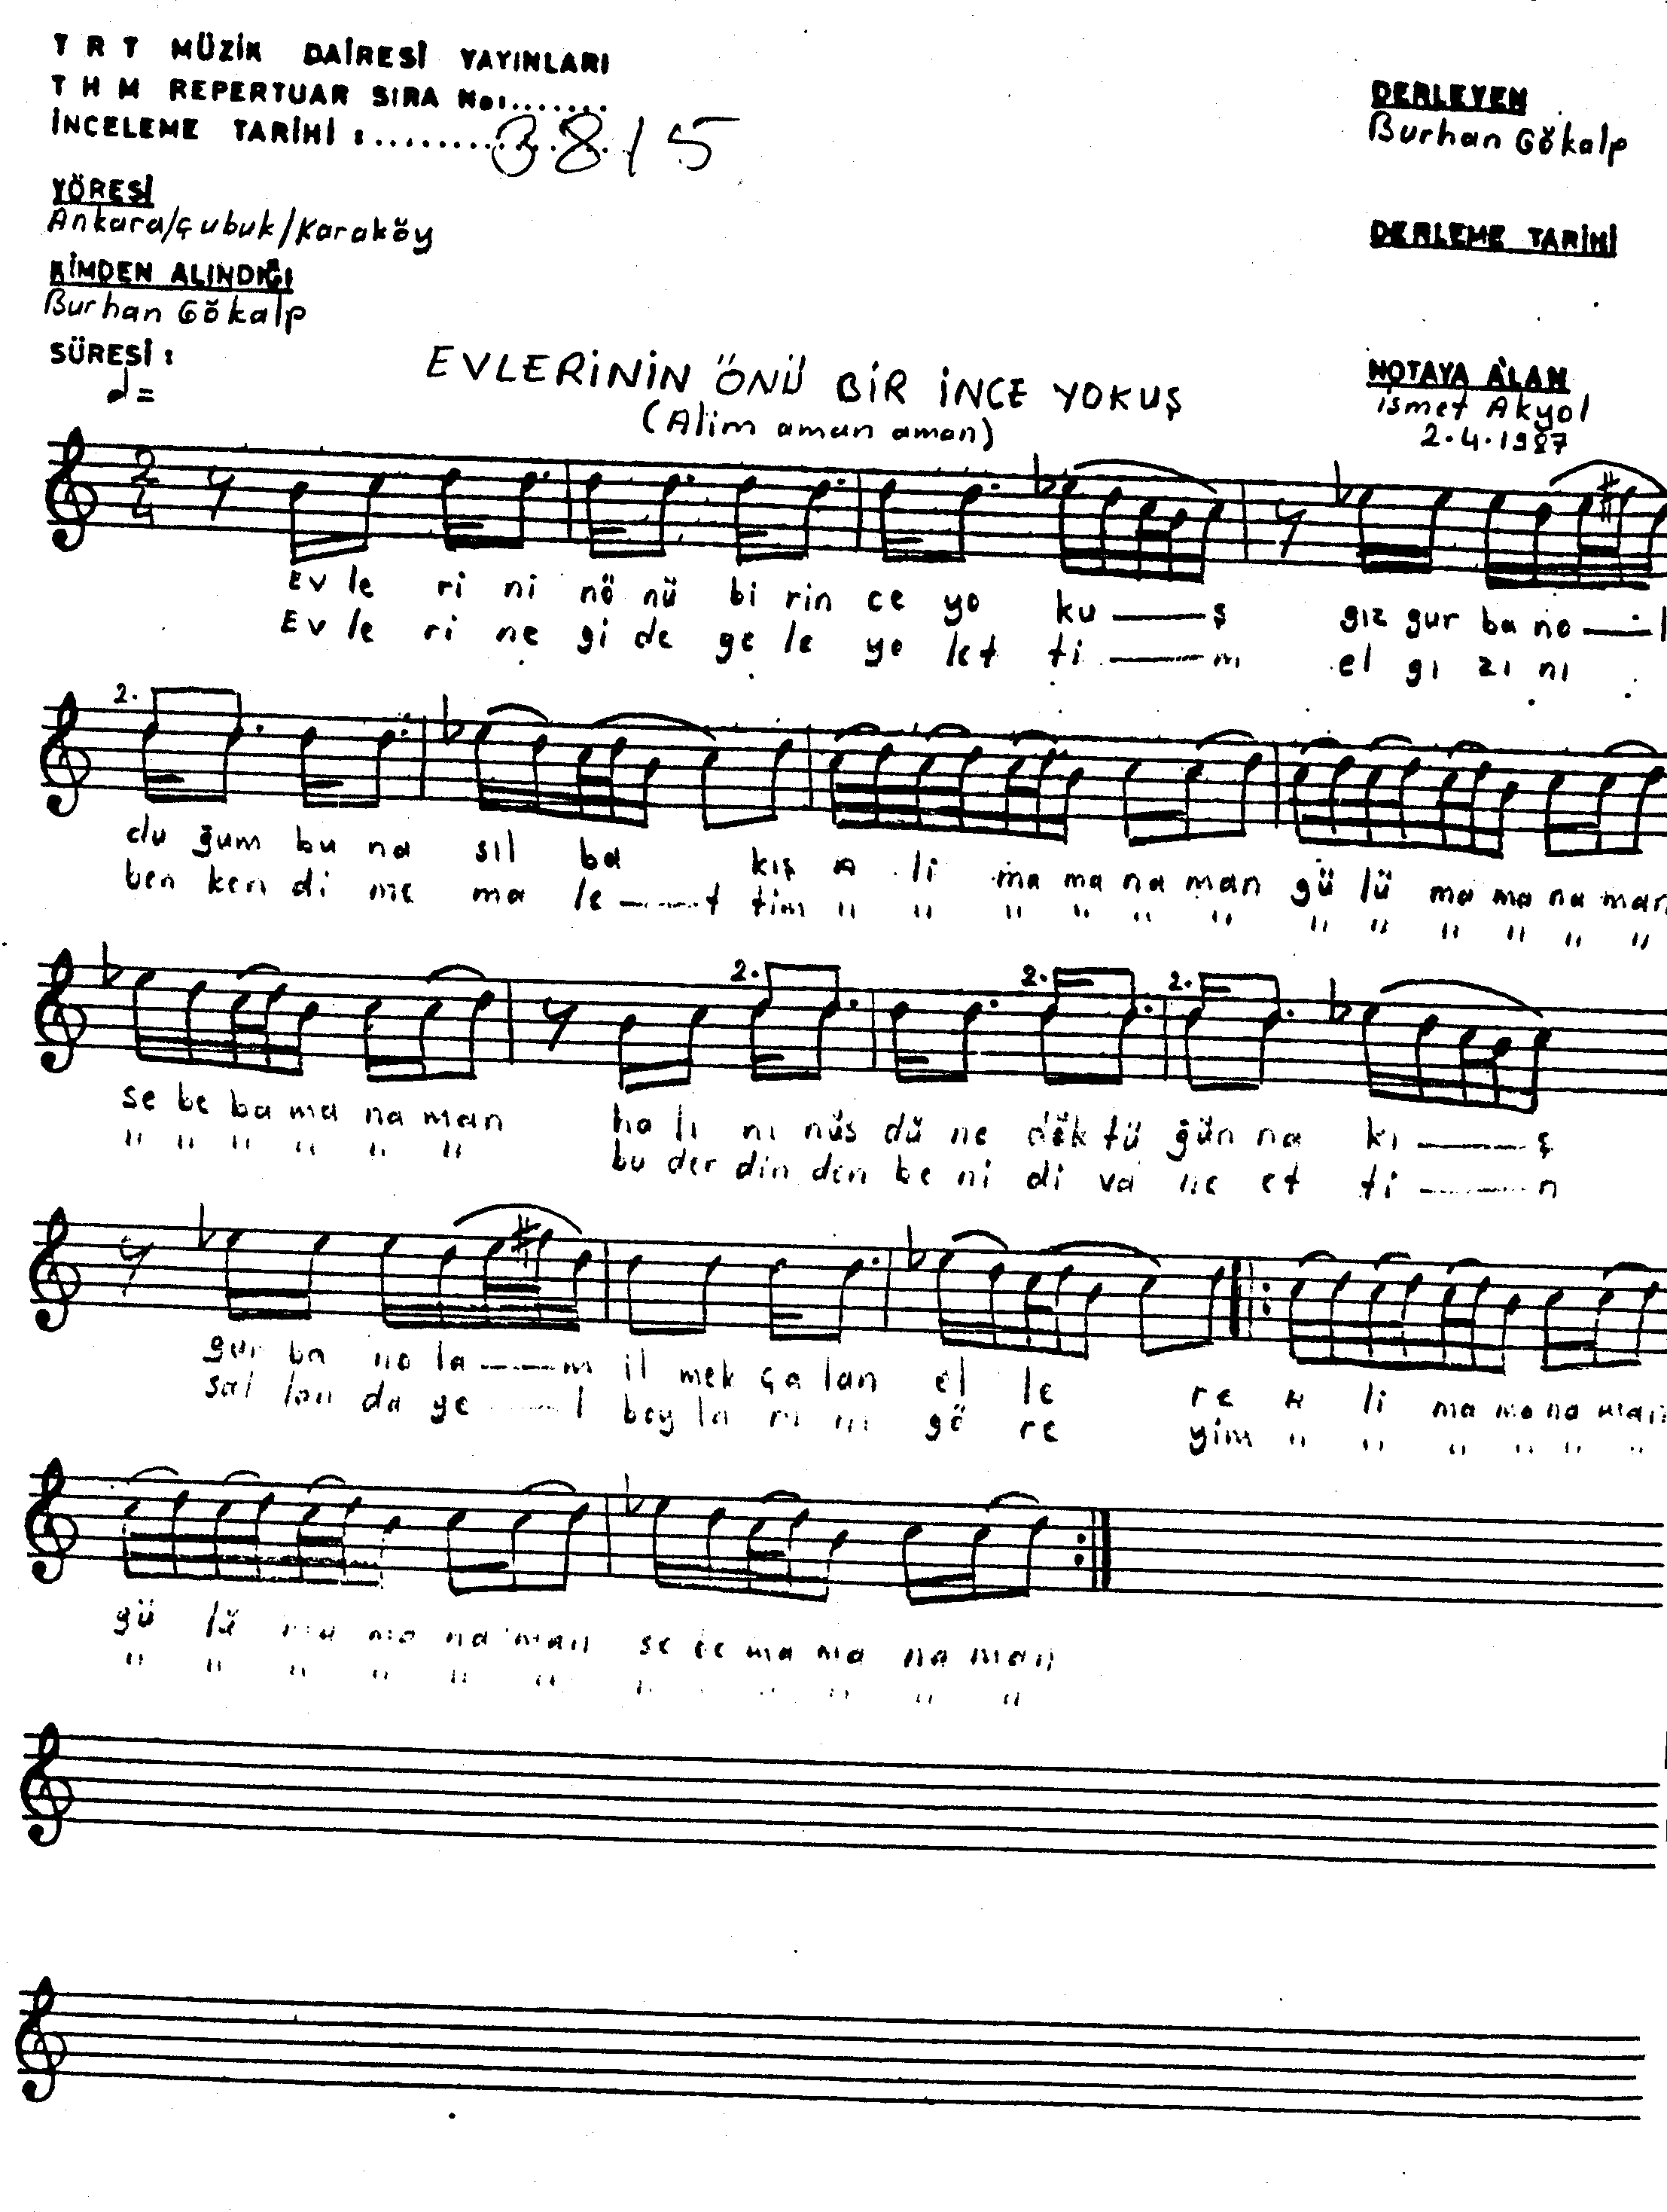 TRT MÜZİK DAİRESİ YAYINLARI
THM REPERTUAR SIRA No:.......
İNCELEME TARİHİ :................
3815
DERLEYEN
Burhan Gökalp
YÖRESİ
Ankara/Çubuk/Karaköy
DERLEME TARİHİ
KİMDEN ALINDIĞI
Burhan Gökalp
SÜRESİ :
EVLERİNİN ÖNÜ BİR İNCE YOKUŞ
(Alim aman aman)
NOTAYA ALAN
ismet Akyol
2.4.1987
2
4
Ev le ri ni nö nü bi rin ce yo ku ş gız gur ba no l
Ev le ri ne gi de ge le yo let ti m el gı zı nı
2.
du ğum bu na sıl ba kış A li ma ma na man gü lü ma ma na man
ben ken di me ma le t tim " " " " " " " " " " " "
2. 2. 2.
se be ba ma na man ha lı nı nüs dü ne dök tü ğün na kı ş
" " " " " " bu der din den be ni di va ne et ti n
gur ba no la m il mek ça lan el le re A li ma ma na man
sal lan da ge l boy la rı nı gö re yim " " " " " "
gü lü ma ma na man se be ma ma na man
" " " " " " " " " " "